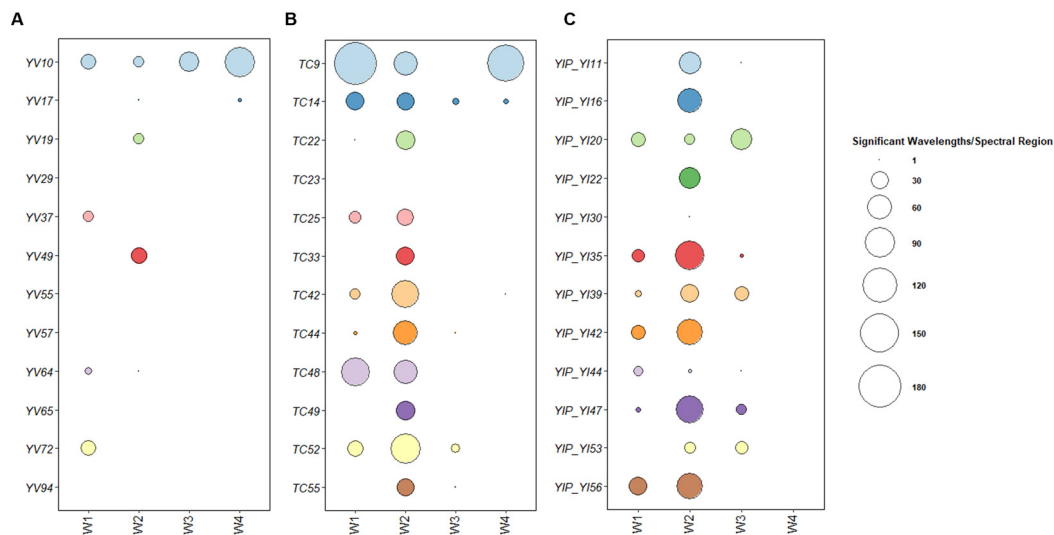 A
YV10
YV17
YV19
YV29
YV37
YV49
YV55
YV57
YV64
YV65
YV72
YV94
W1
W2
W3
W4
B
TC9
TC14
TC22
TC23
TC25
TC33
TC42
TC44
TC48
TC49
TC52
TC55
W1
W2
W3
W4
C
YIP_YI11
YIP_YI16
YIP_YI20
YIP_YI22
YIP_YI30
YIP_YI35
YIP_YI39
YIP_YI42
YIP_YI44
YIP_YI47
YIP_YI53
YIP_YI56
W1
W2
W3
W4
Significant Wavelengths/Spectral Region
1
30
60
90
120
150
180